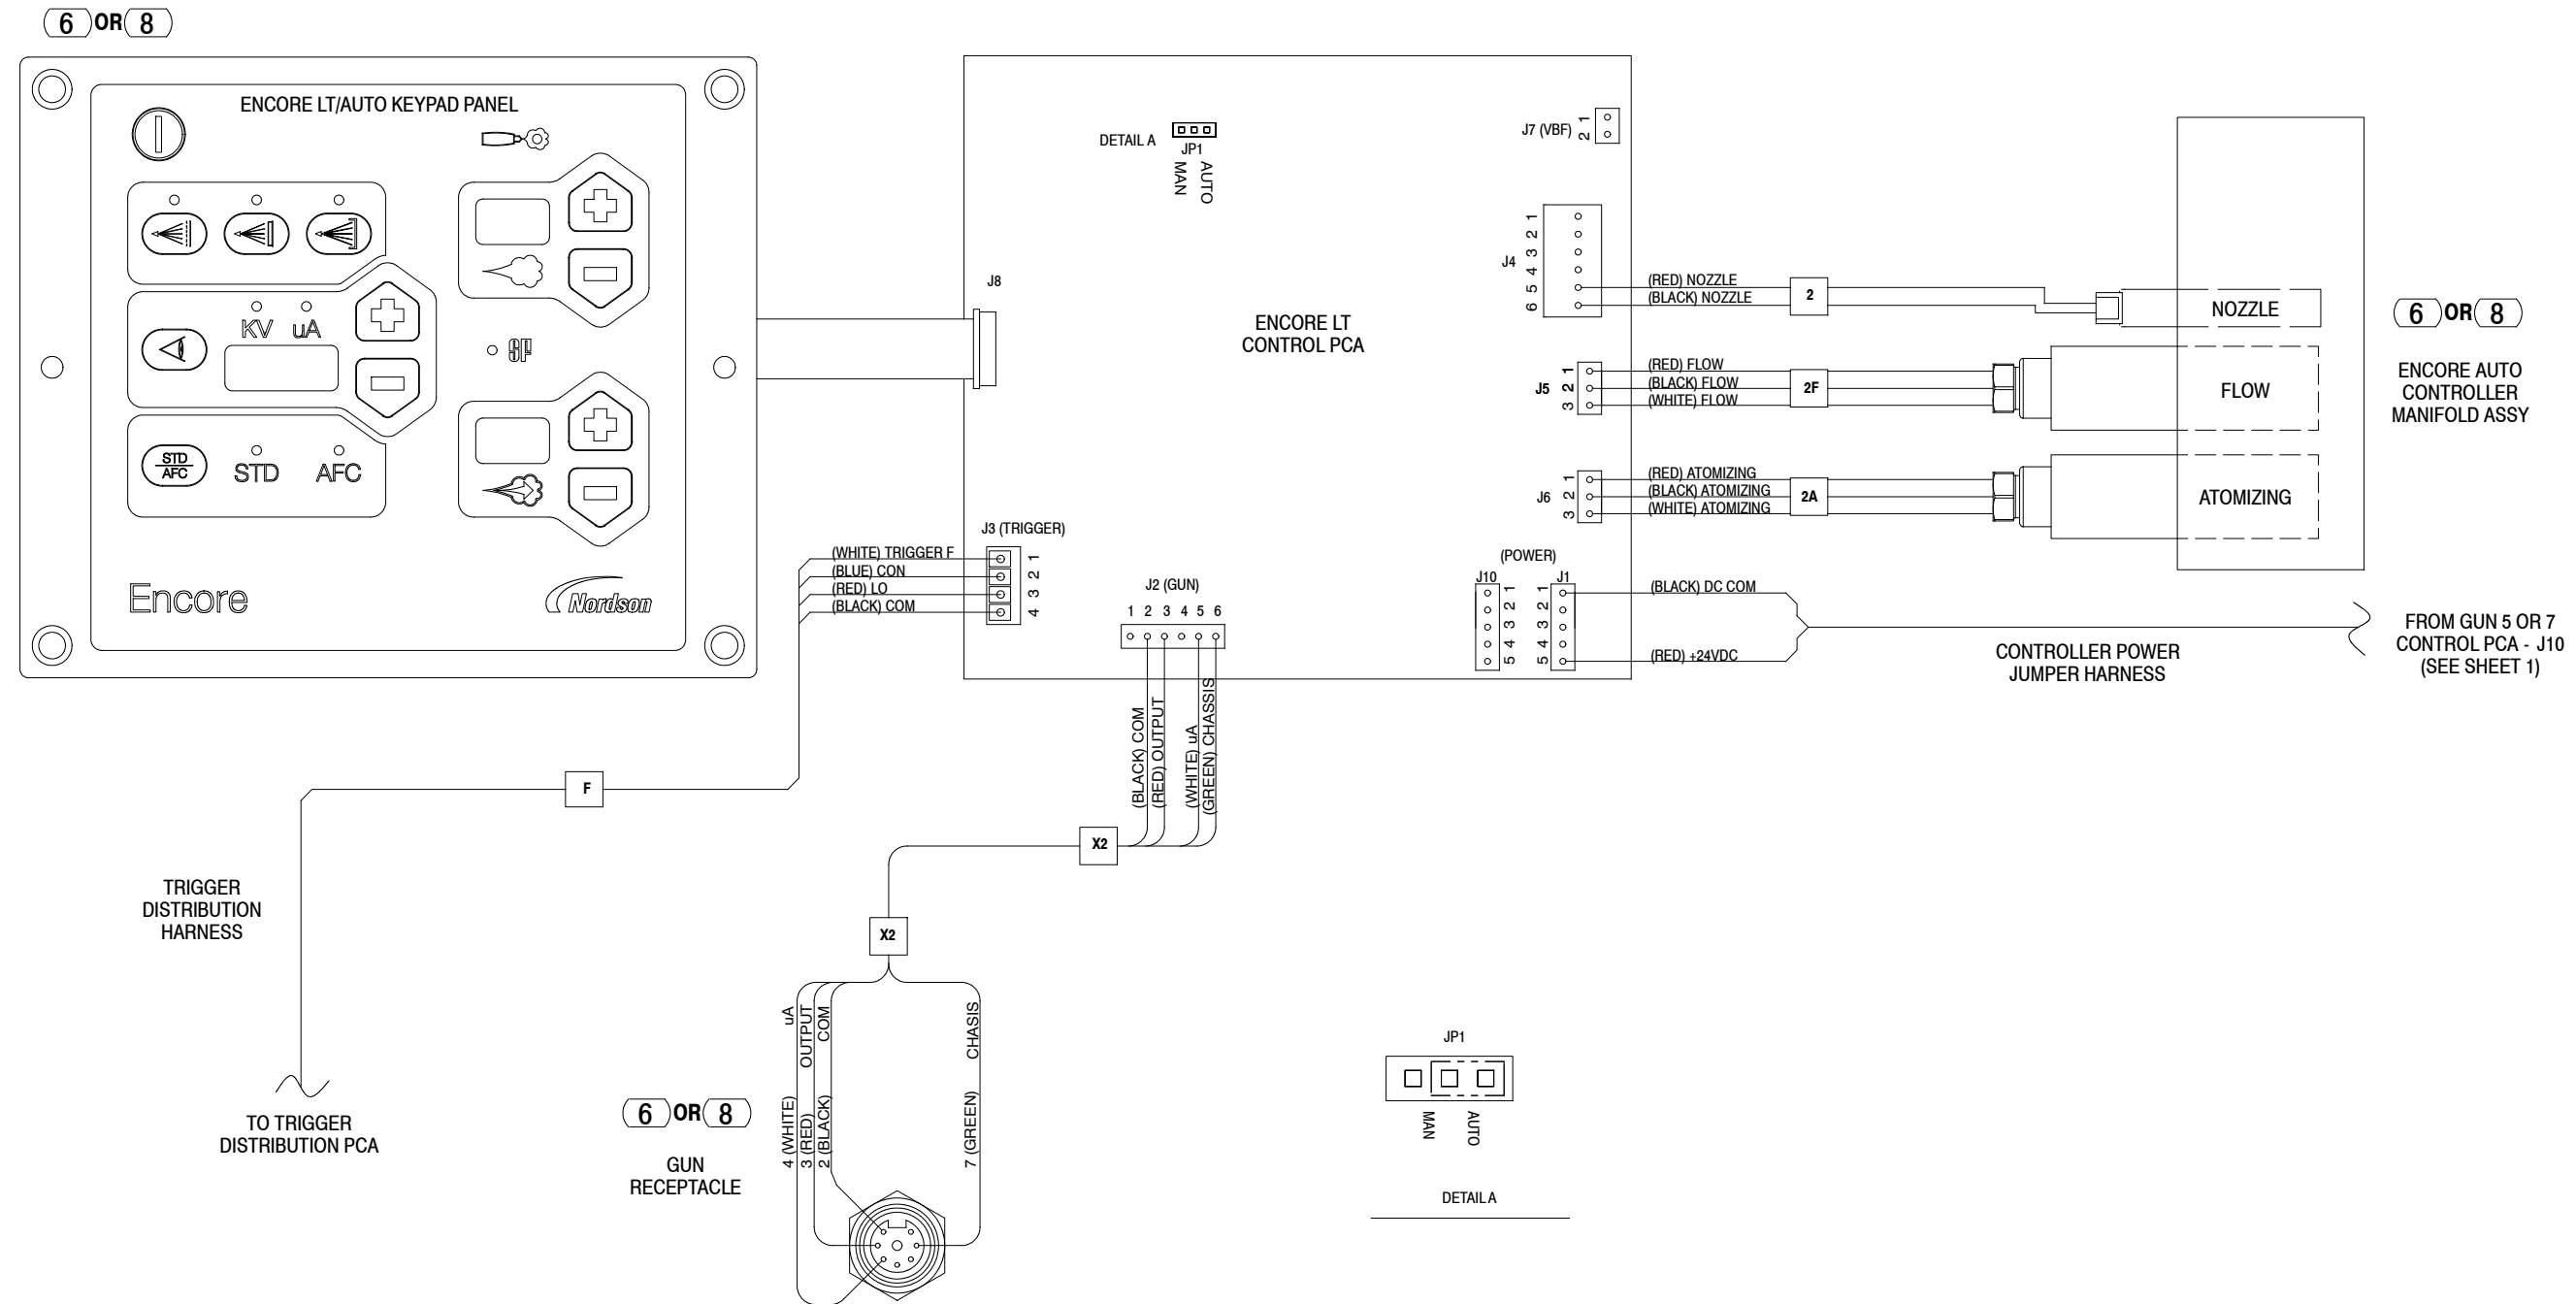 6 OR 8
ENCORE LT/AUTO KEYPAD PANEL
KV uA
SF
STD
AFC
STD AFC
Encore
Nordson
DETAIL A
JP1
MAN
AUTO
J7 (VBF)
1
2
J8
ENCORE LT
CONTROL PCA
J4
1
2
3
4
5
6
(RED) NOZZLE
(BLACK) NOZZLE
2
NOZZLE
J5
1
2
3
(RED) FLOW
(BLACK) FLOW
(WHITE) FLOW
2F
FLOW
J6
1
2
3
(RED) ATOMIZING
(BLACK) ATOMIZING
(WHITE) ATOMIZING
2A
ATOMIZING
6 OR 8
ENCORE AUTO
CONTROLLER
MANIFOLD ASSY
J3 (TRIGGER)
(WHITE) TRIGGER F
(BLUE) CON
(RED) LO
(BLACK) COM
1
2
3
4
J2 (GUN)
1 2 3 4 5 6
(BLACK) COM
(RED) OUTPUT
(WHITE) uA
(GREEN) CHASSIS
(POWER)
J10
1
2
3
4
5
J1
1
2
3
4
5
(BLACK) DC COM
(RED) +24VDC
CONTROLLER POWER
JUMPER HARNESS
FROM GUN 5 OR 7
CONTROL PCA - J10
(SEE SHEET 1)
F
X2
X2
TRIGGER
DISTRIBUTION
HARNESS
TO TRIGGER
DISTRIBUTION PCA
4 (WHITE) uA
3 (RED) OUTPUT
2 (BLACK) COM
7 (GREEN) CHASIS
6 OR 8
GUN
RECEPTACLE
JP1
MAN
AUTO
DETAIL A